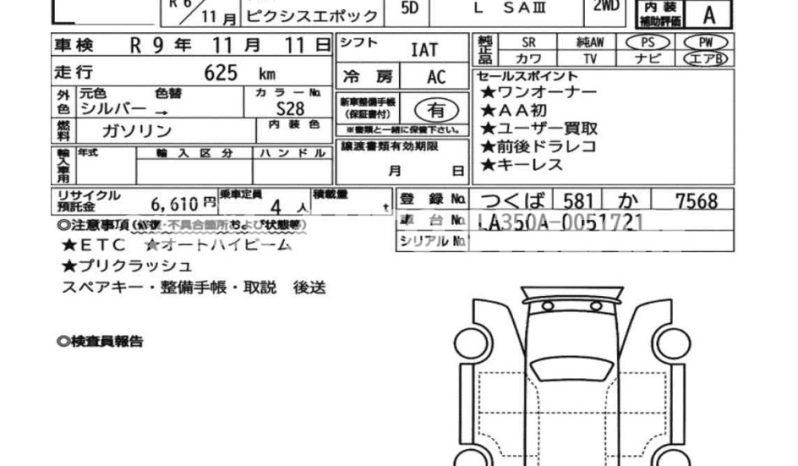 R 6
11月
ピクシスエポック
5D
L SAⅢ
2WD
内装
補助評価
A
車検 R 9 年 11 月 11 日
シフト IAT
純正品
SR 純AW PS PW
カワ TV ナビ エアB
走行 625 km
冷房 AC
セールスポイント
★ワンオーナー
★AA初
★ユーザー買取
★前後ドラレコ
★キーレス
外色
元色 色替 カラーNo.
シルバー → S28
新車整備手帳
(保証書付) 有
※書類と一緒に保管下さい。
燃料 ガソリン 内装色
輸入車用
年式 輸入区分 ハンドル
譲渡書類有効期限
月 日
リサイクル
預託金 6,610円 乗車定員 4 人 積載量 t
登録No. つくば 581 か 7568
車台No. LA350A-0051721
シリアルNo.
◎注意事項(修復・不具合箇所および状態等)
★ETC ★オートハイビーム
★プリクラッシュ
スペアキー・整備手帳・取説 後送
◎検査員報告